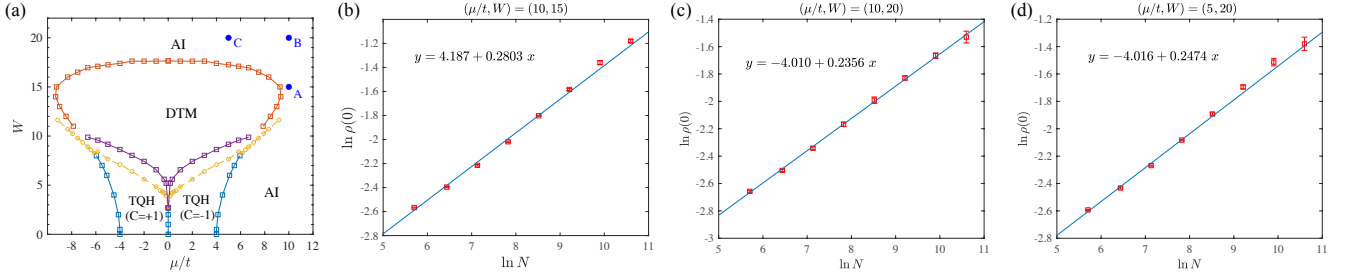 (a)
20
15
10
5
0
W
AI
C
B
A
DTM
TQH
(C=+1)
TQH
(C=-1)
AI
-8 -4 -2 0 2 4 6 8 10 12
μ/t
(b)
(μ/t, W) = (10, 15)
-1.2
-1.4
-1.6
-1.8
-2
-2.2
-2.4
-2.6
-2.8
ln ρ(0)
y = 4.187 + 0.2803 x
5 6 7 8 9 10 11
ln N
(c)
(μ/t, W) = (10, 20)
-1.4
-1.6
-1.8
-2
-2.2
-2.4
-2.6
-2.8
-3
ln ρ(0)
y = −4.010 + 0.2356 x
5 6 7 8 9 10 11
ln N
(d)
(μ/t, W) = (5, 20)
-1.2
-1.4
-1.6
-1.8
-2
-2.2
-2.4
-2.6
-2.8
ln ρ(0)
y = −4.016 + 0.2474 x
5 6 7 8 9 10 11
ln N